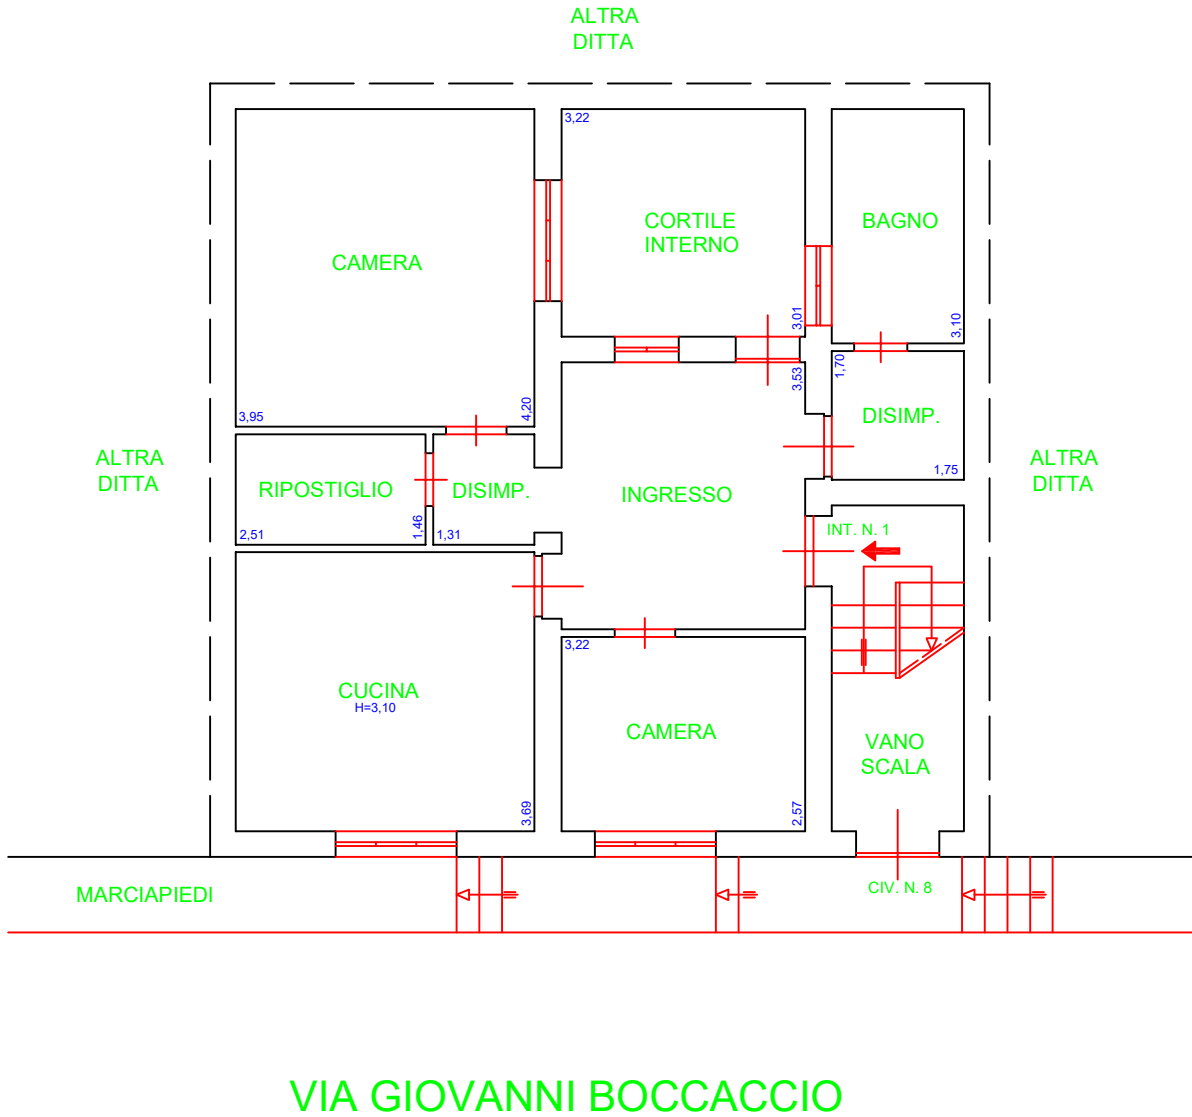 ALTRA
DITTA
3,22
CORTILE
INTERNO
BAGNO
CAMERA
3,01
3,10
3,95
4,20
3,53
1,70
DISIMP.
1,75
ALTRA
DITTA
ALTRA
DITTA
RIPOSTIGLIO
2,51
1,46
DISIMP.
1,31
INGRESSO
INT. N. 1
3,22
CUCINA
H=3,10
3,69
CAMERA
2,57
VANO
SCALA
MARCIAPIEDI
CIV. N. 8
VIA GIOVANNI BOCCACCIO